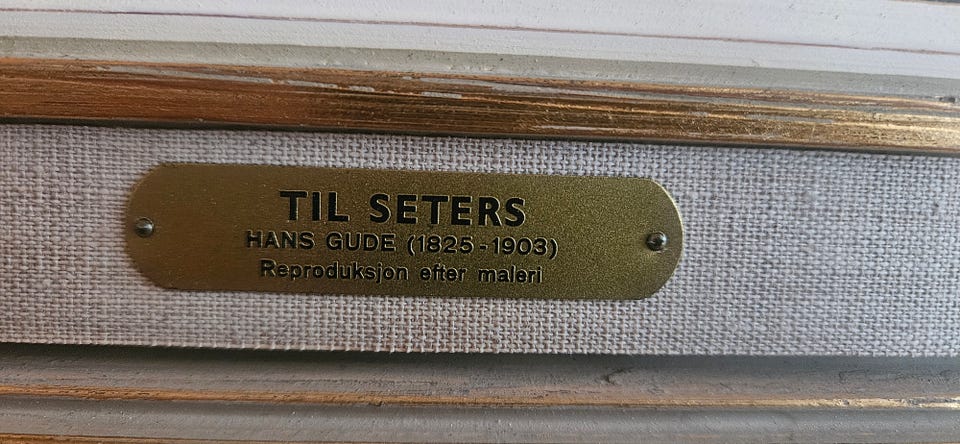 TIL SETERS
HANS GUDE (1825-1903)
Reproduksjon efter maleri